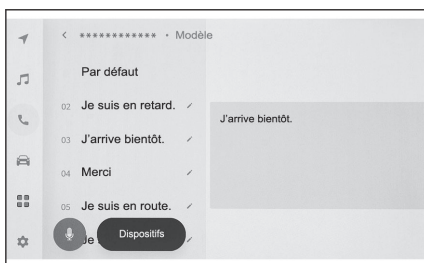 ************ • Modèle
Par défaut
02 Je suis en retard.
03 J'arrive bientôt.
04 Merci
05 Je suis en route.
Je
Dispositifs
J'arrive bientôt.